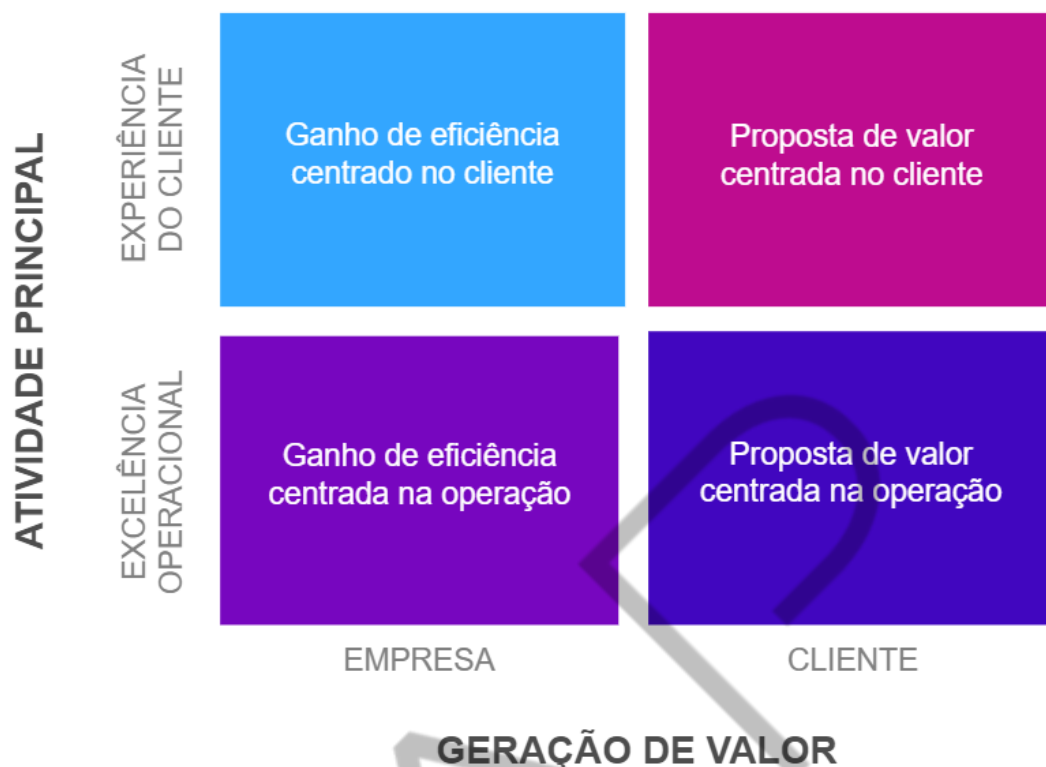 ATIVIDADE PRINCIPAL
EXPERIÊNCIA
DO CLIENTE
Ganho de eficiência
centrado no cliente
Proposta de valor
centrada no cliente
EXCELÊNCIA
OPERACIONAL
Ganho de eficiência
centrada na operação
Proposta de valor
centrada na operação
EMPRESA
CLIENTE
GERAÇÃO DE VALOR